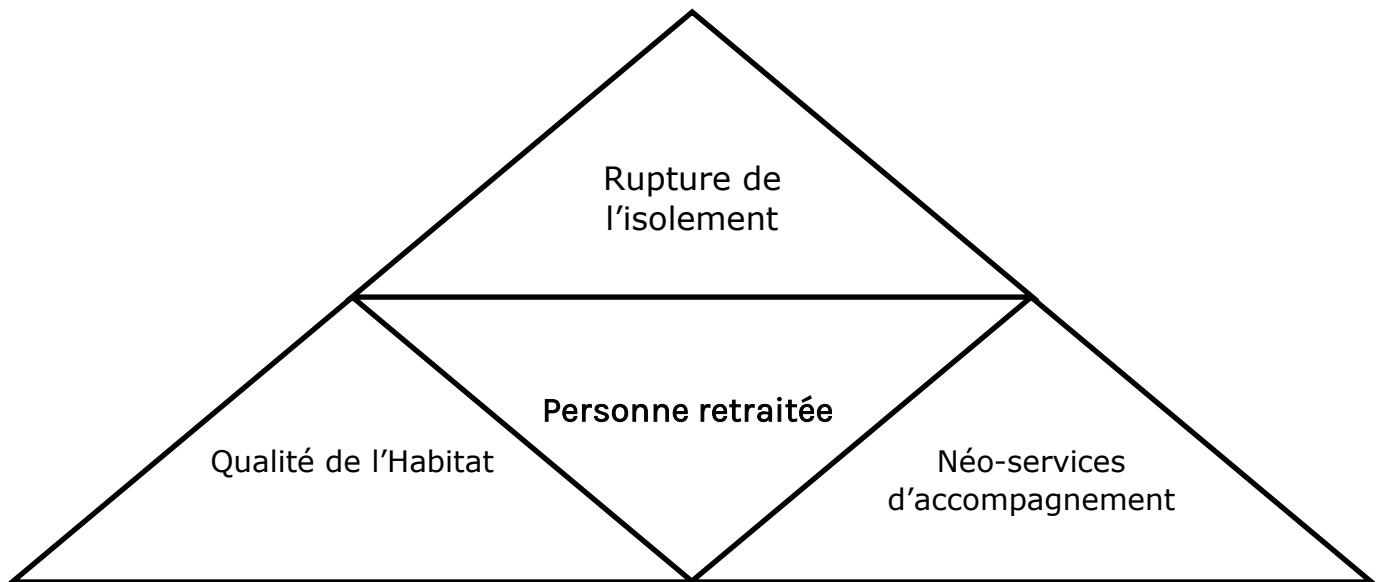 Rupture de
l’isolement
Personne retraitée
Qualité de l’Habitat
Néo-services
d’accompagnement